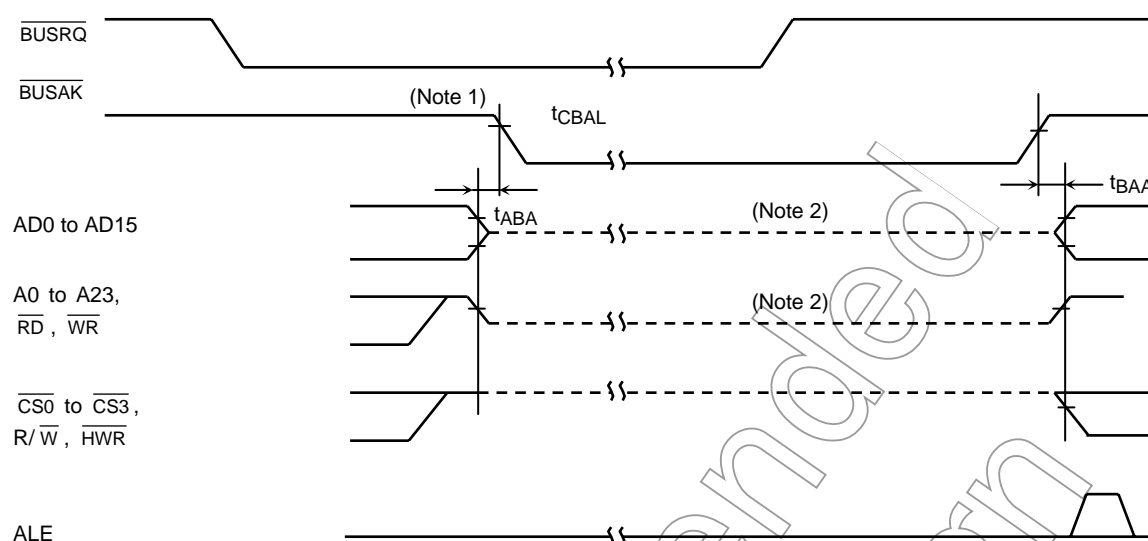 BUSRQ
BUSAK
(Note 1)
tCBAL
tBAA
AD0 to AD15
tABA
(Note 2)
A0 to A23,
RD , WR
(Note 2)
CS0 to CS3 ,
R/ W , HWR
ALE